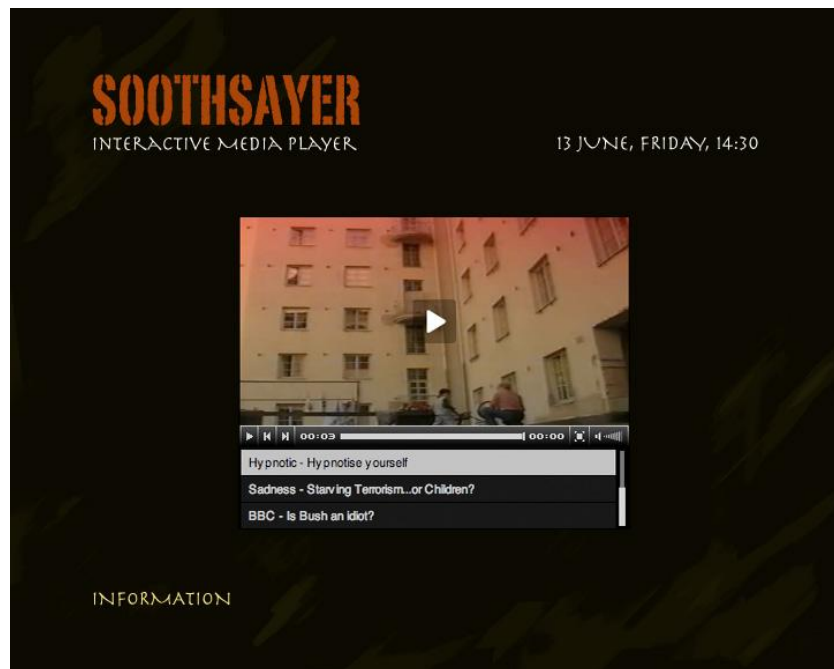 SOOTHSAYER
INTERACTIVE MEDIA PLAYER
13 JUNE, FRIDAY, 14:30
00:03
00:00
Hypnotic - Hypnotise yourself
Sadness - Starving Terrorism...or Children?
BBC - Is Bush an idiot?
INFORMATION